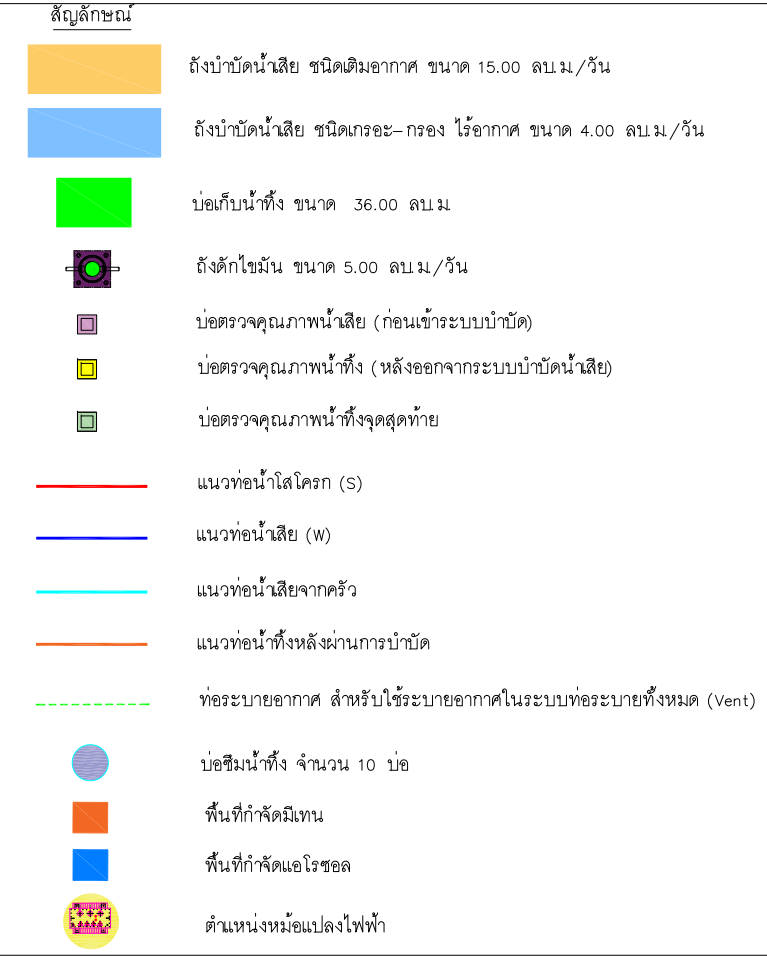 สัญลักษณ์
ถังบำบัดน้ำเสีย ชนิดเติมอากาศ ขนาด 15.00 ลบ.ม./วัน
ถังบำบัดน้ำเสีย ชนิดเกรอะ-กรอง ไร้อากาศ ขนาด 4.00 ลบ.ม./วัน
บ่อเก็บน้ำทิ้ง ขนาด 36.00 ลบ.ม.
ถังดักไขมัน ขนาด 5.00 ลบ.ม./วัน
บ่อตรวจคุณภาพน้ำเสีย (ก่อนเข้าระบบบำบัด)
บ่อตรวจคุณภาพน้ำทิ้ง (หลังออกจากระบบบำบัดน้ำเสีย)
บ่อตรวจคุณภาพน้ำทิ้งจุดสุดท้าย
แนวท่อน้ำโสโครก (S)
แนวท่อน้ำเสีย (W)
แนวท่อน้ำเสียจากครัว
แนวท่อน้ำทิ้งหลังผ่านการบำบัด
ท่อระบายอากาศ สำหรับใช้ระบายอากาศในระบบท่อระบายทั้งหมด (Vent)
บ่อซึมน้ำทิ้ง จำนวน 10 บ่อ
พื้นที่กำจัดมีเทน
พื้นที่กำจัดแอโรซอล
ตำแหน่งหม้อแปลงไฟฟ้า